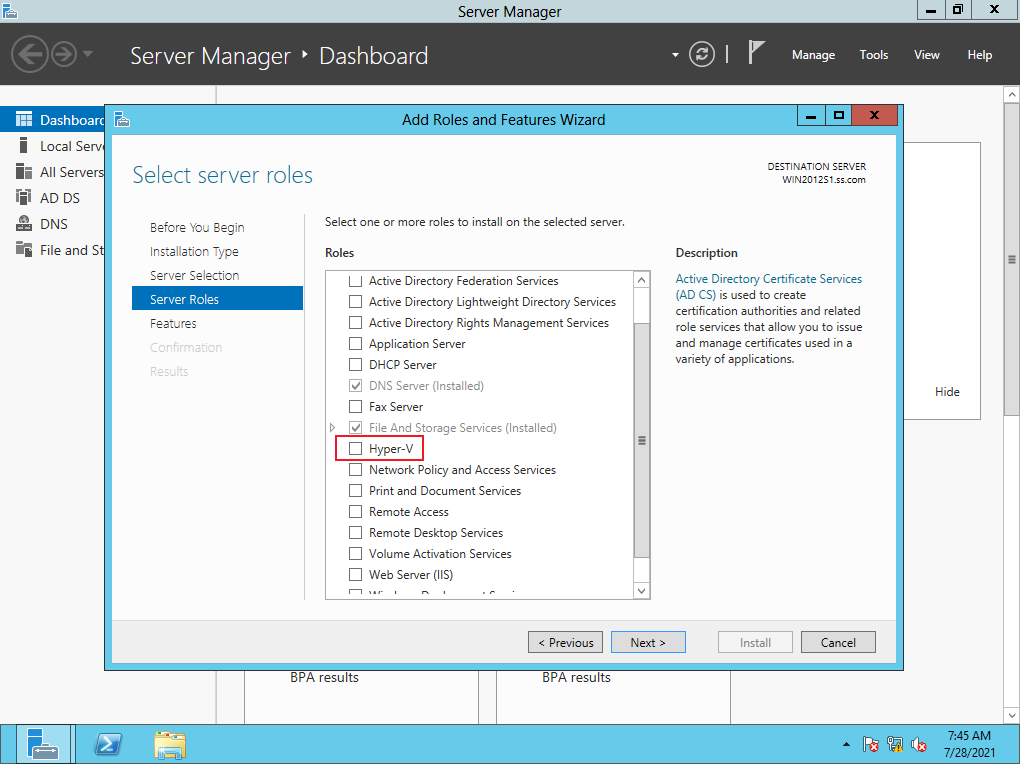 Server Manager
Server Manager ‣ Dashboard
Manage Tools View Help
Dashboard
Local Serve
All Servers
AD DS
DNS
File and St
Add Roles and Features Wizard
Select server roles
DESTINATION SERVER
WIN2012S1.ss.com
Before You Begin
Installation Type
Server Selection
Server Roles
Features
Confirmation
Results
Select one or more roles to install on the selected server.
Roles
Active Directory Federation Services
Active Directory Lightweight Directory Services
Active Directory Rights Management Services
Application Server
DHCP Server
DNS Server (Installed)
Fax Server
File And Storage Services (Installed)
Hyper-V
Network Policy and Access Services
Print and Document Services
Remote Access
Remote Desktop Services
Volume Activation Services
Web Server (IIS)
Description
Active Directory Certificate Services
(AD CS) is used to create
certification authorities and related
role services that allow you to issue
and manage certificates used in a
variety of applications.
Hide
< Previous
Next >
Install
Cancel
BPA results
BPA results
7:45 AM
7/28/2021